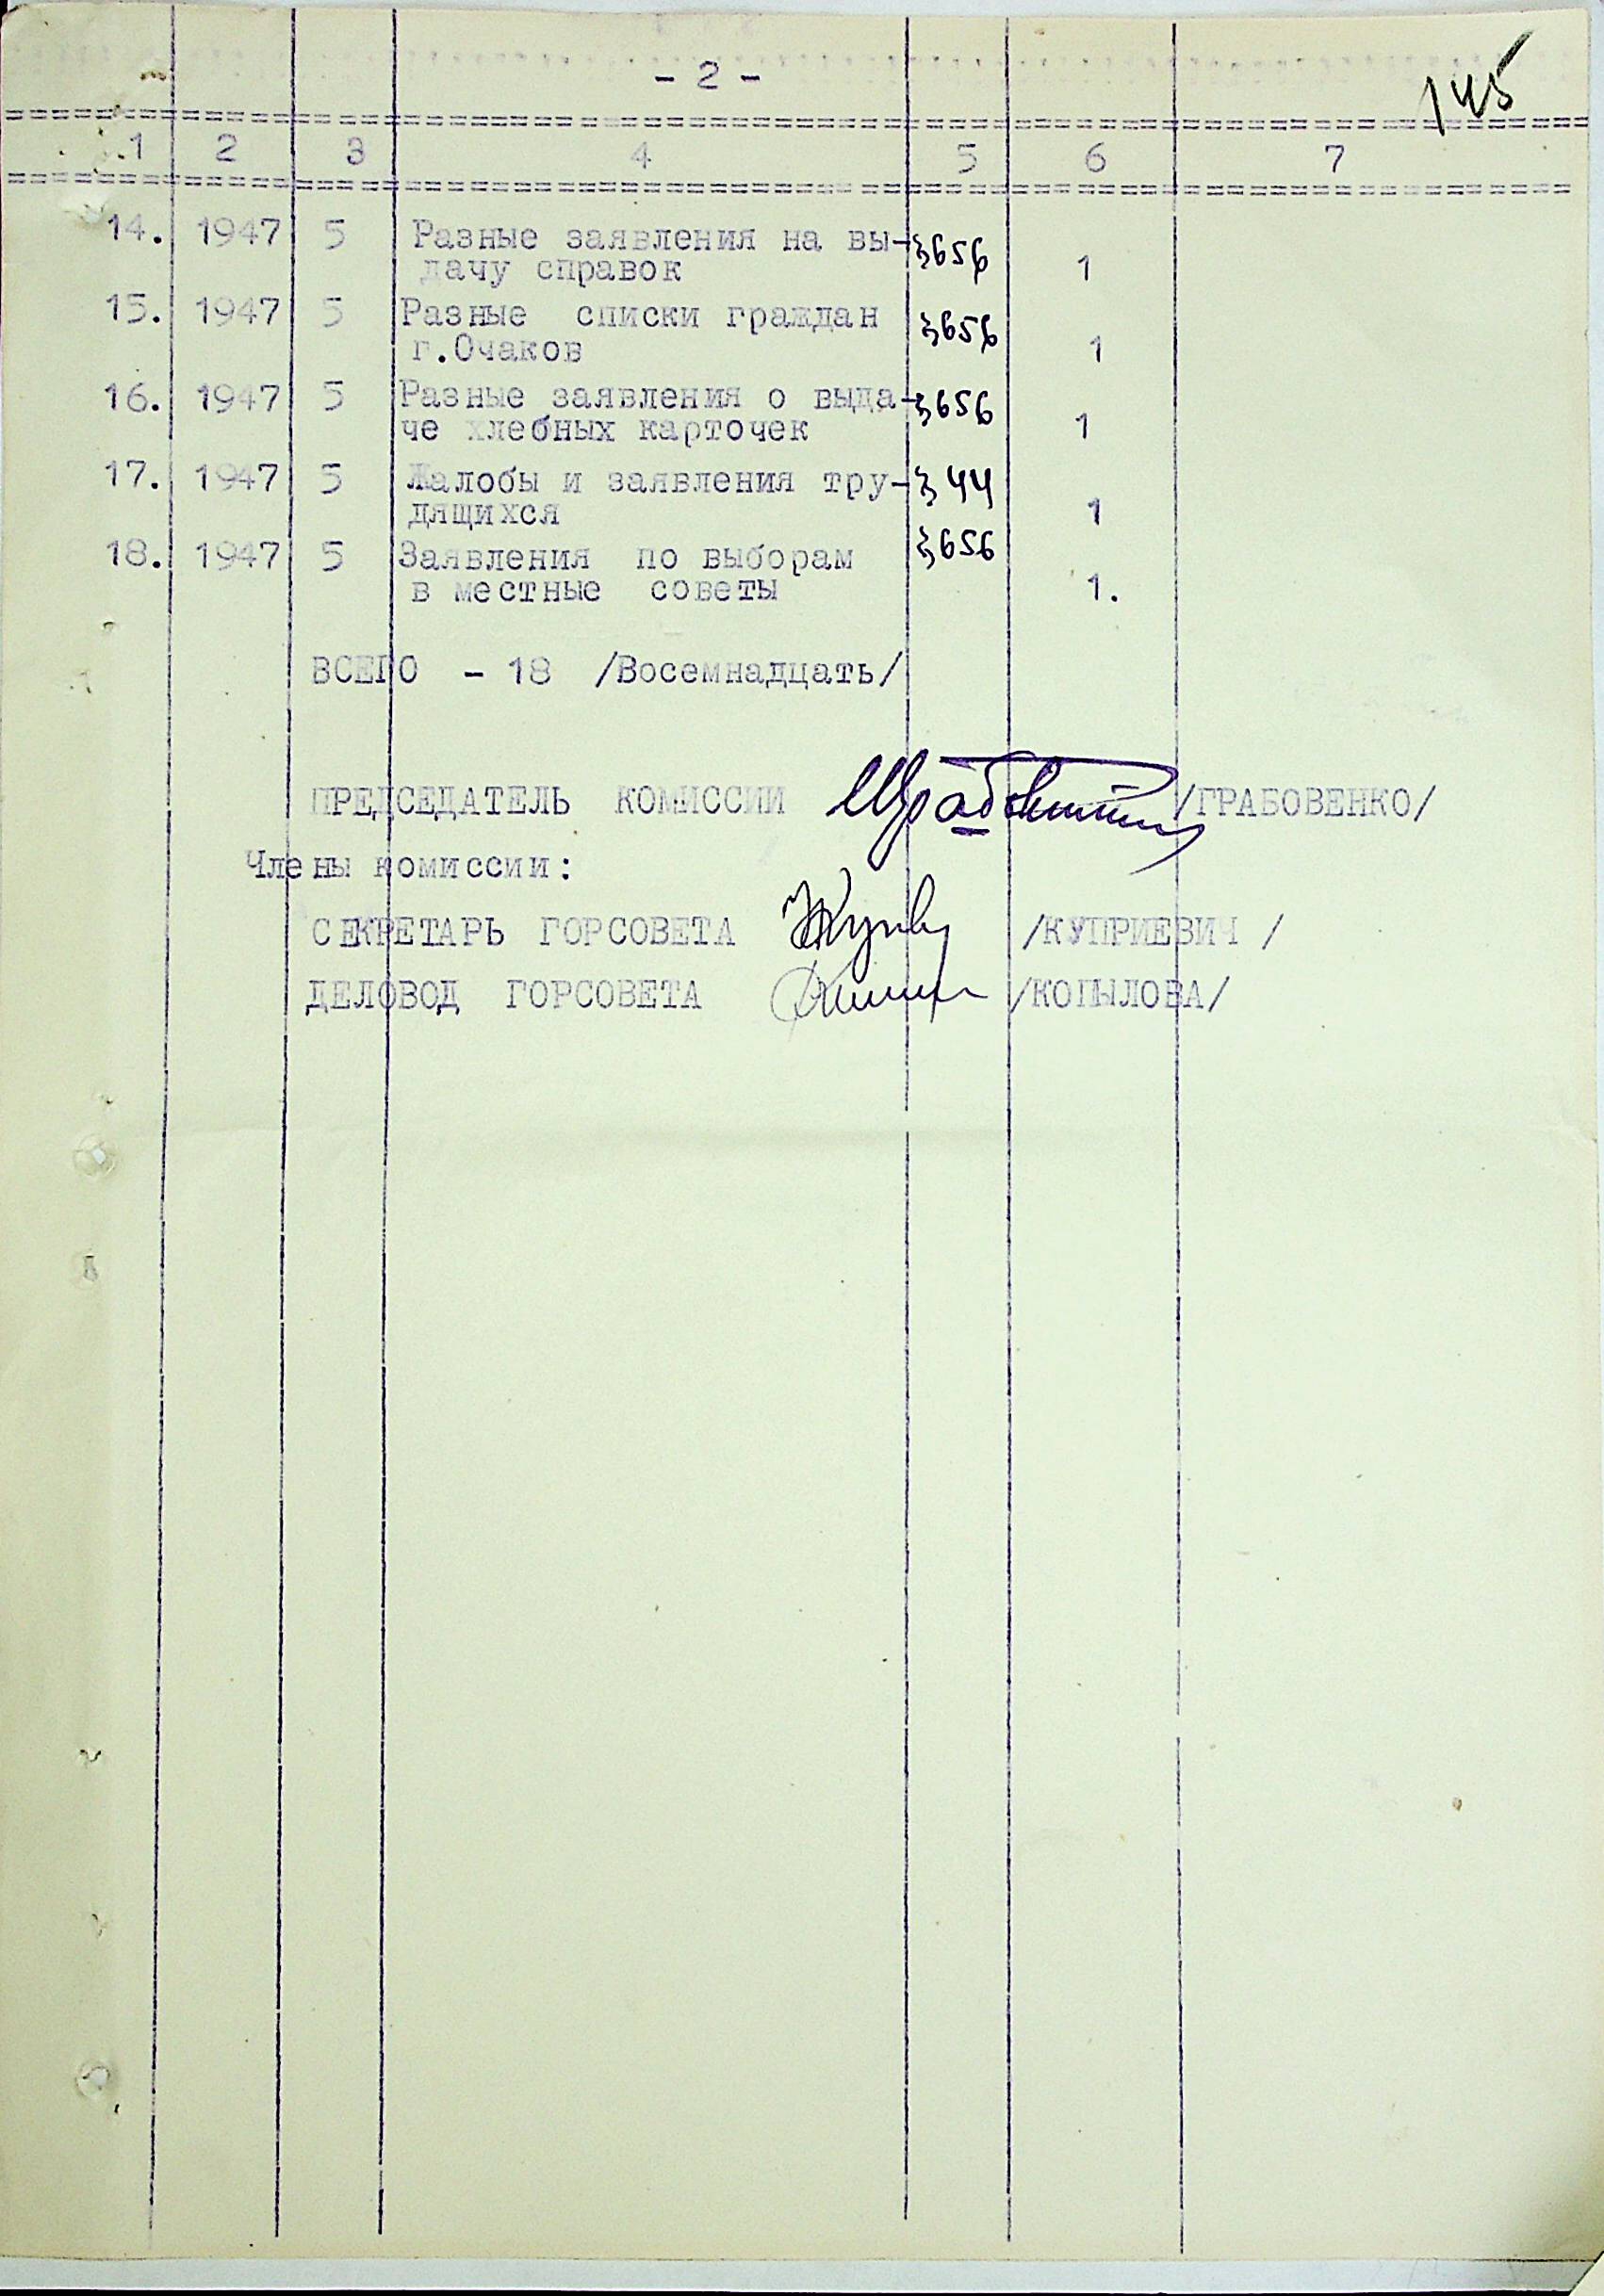 - 2 -
145
1 2 3 4 5 6 7
14. 1947 5 Разные заявления на вы- §656
дачу справок 1
15. 1947 5 Разные списки граждан §656
г.Очаков 1
16. 1947 5 Разные заявления о выда- §656
че хлебных карточек 1
17. 1947 5 Жалобы и заявления тру- §44
дящихся 1
18. 1947 5 Заявления по выборам §656
в местные советы 1.
ВСЕГО - 18 /Восемнадцать/
ПРЕДСЕДАТЕЛЬ КОМИССИИ /ГРАБОВЕНКО/
Члены комиссии:
СЕКРЕТАРЬ ГОРСОВЕТА /КУПРИЕВИЧ /
ДЕЛОВОД ГОРСОВЕТА /КОПЫЛОВА/